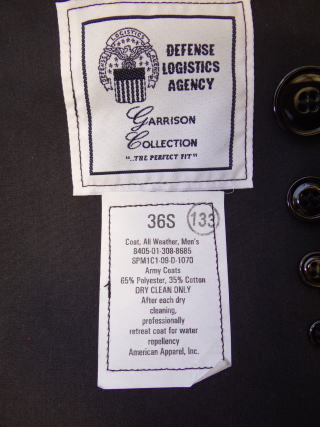 DEFENSE
LOGISTICS
AGENCY
GARRISON
COLLECTION
"..THE PERFECT FIT"
36S 133
Coat, All Weather, Men's
8405-01-308-8685
SPM1C1-09-D-1070
Army Coats
65% Polyester, 35% Cotton
DRY CLEAN ONLY
After each dry
cleaning,
professionally
retreat coat for water
repellency
American Apparel, Inc.